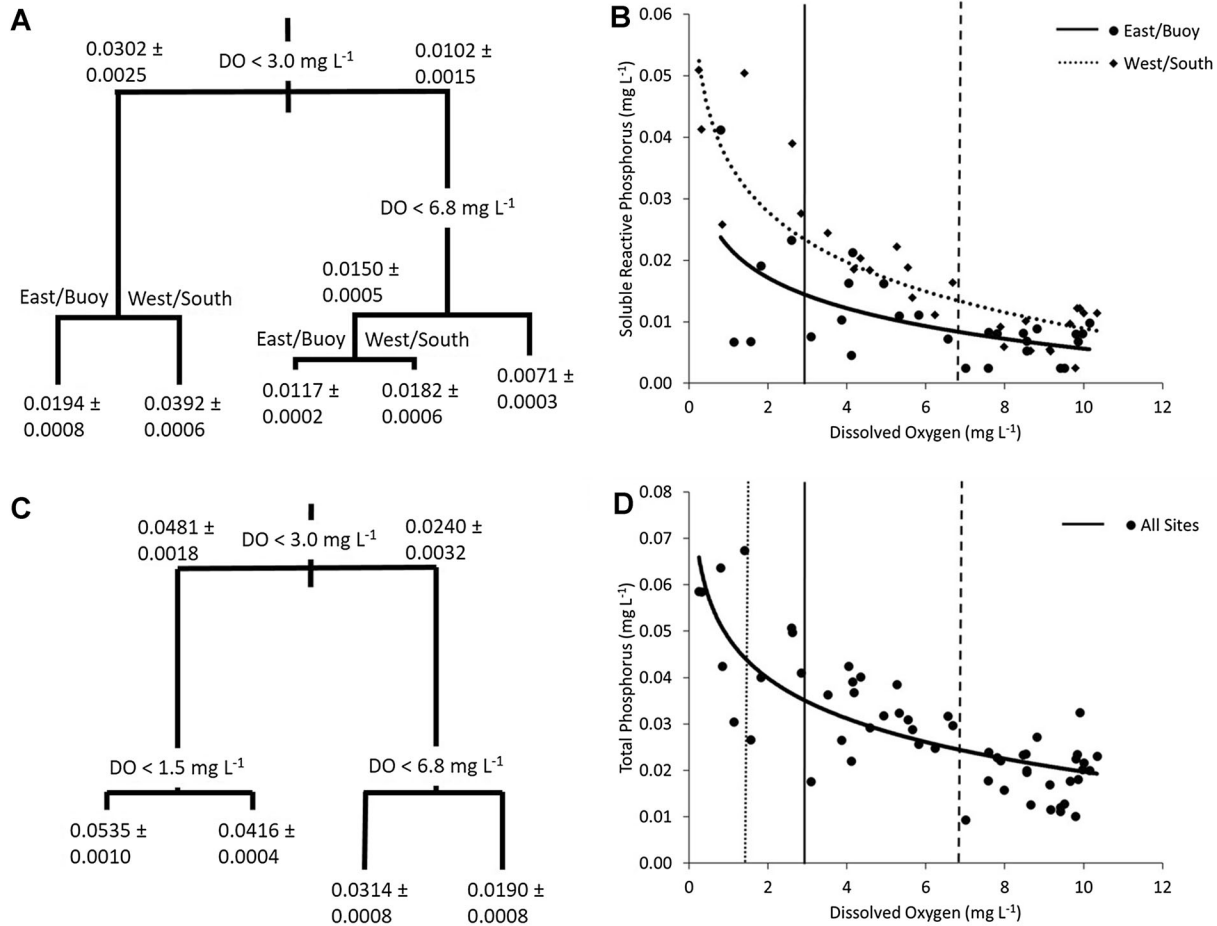 A
0.0302 ±
0.0025
DO < 3.0 mg L-1
0.0102 ±
0.0015
DO < 6.8 mg L-1
0.0150 ±
0.0005
East/Buoy
West/South
East/Buoy
West/South
0.0194 ±
0.0008
0.0392 ±
0.0006
0.0117 ±
0.0002
0.0182 ±
0.0006
0.0071 ±
0.0003
B
Soluble Reactive Phosphorus (mg L-1)
0.06
0.05
0.04
0.03
0.02
0.01
0.00
0 2 4 6 8 10 12
Dissolved Oxygen (mg L-1)
East/Buoy
West/South
C
0.0481 ±
0.0018
DO < 3.0 mg L-1
0.0240 ±
0.0032
DO < 1.5 mg L-1
DO < 6.8 mg L-1
0.0535 ±
0.0010
0.0416 ±
0.0004
0.0314 ±
0.0008
0.0190 ±
0.0008
D
Total Phosphorus (mg L-1)
0.08
0.07
0.06
0.05
0.04
0.03
0.02
0.01
0.00
0 2 4 6 8 10 12
Dissolved Oxygen (mg L-1)
All Sites